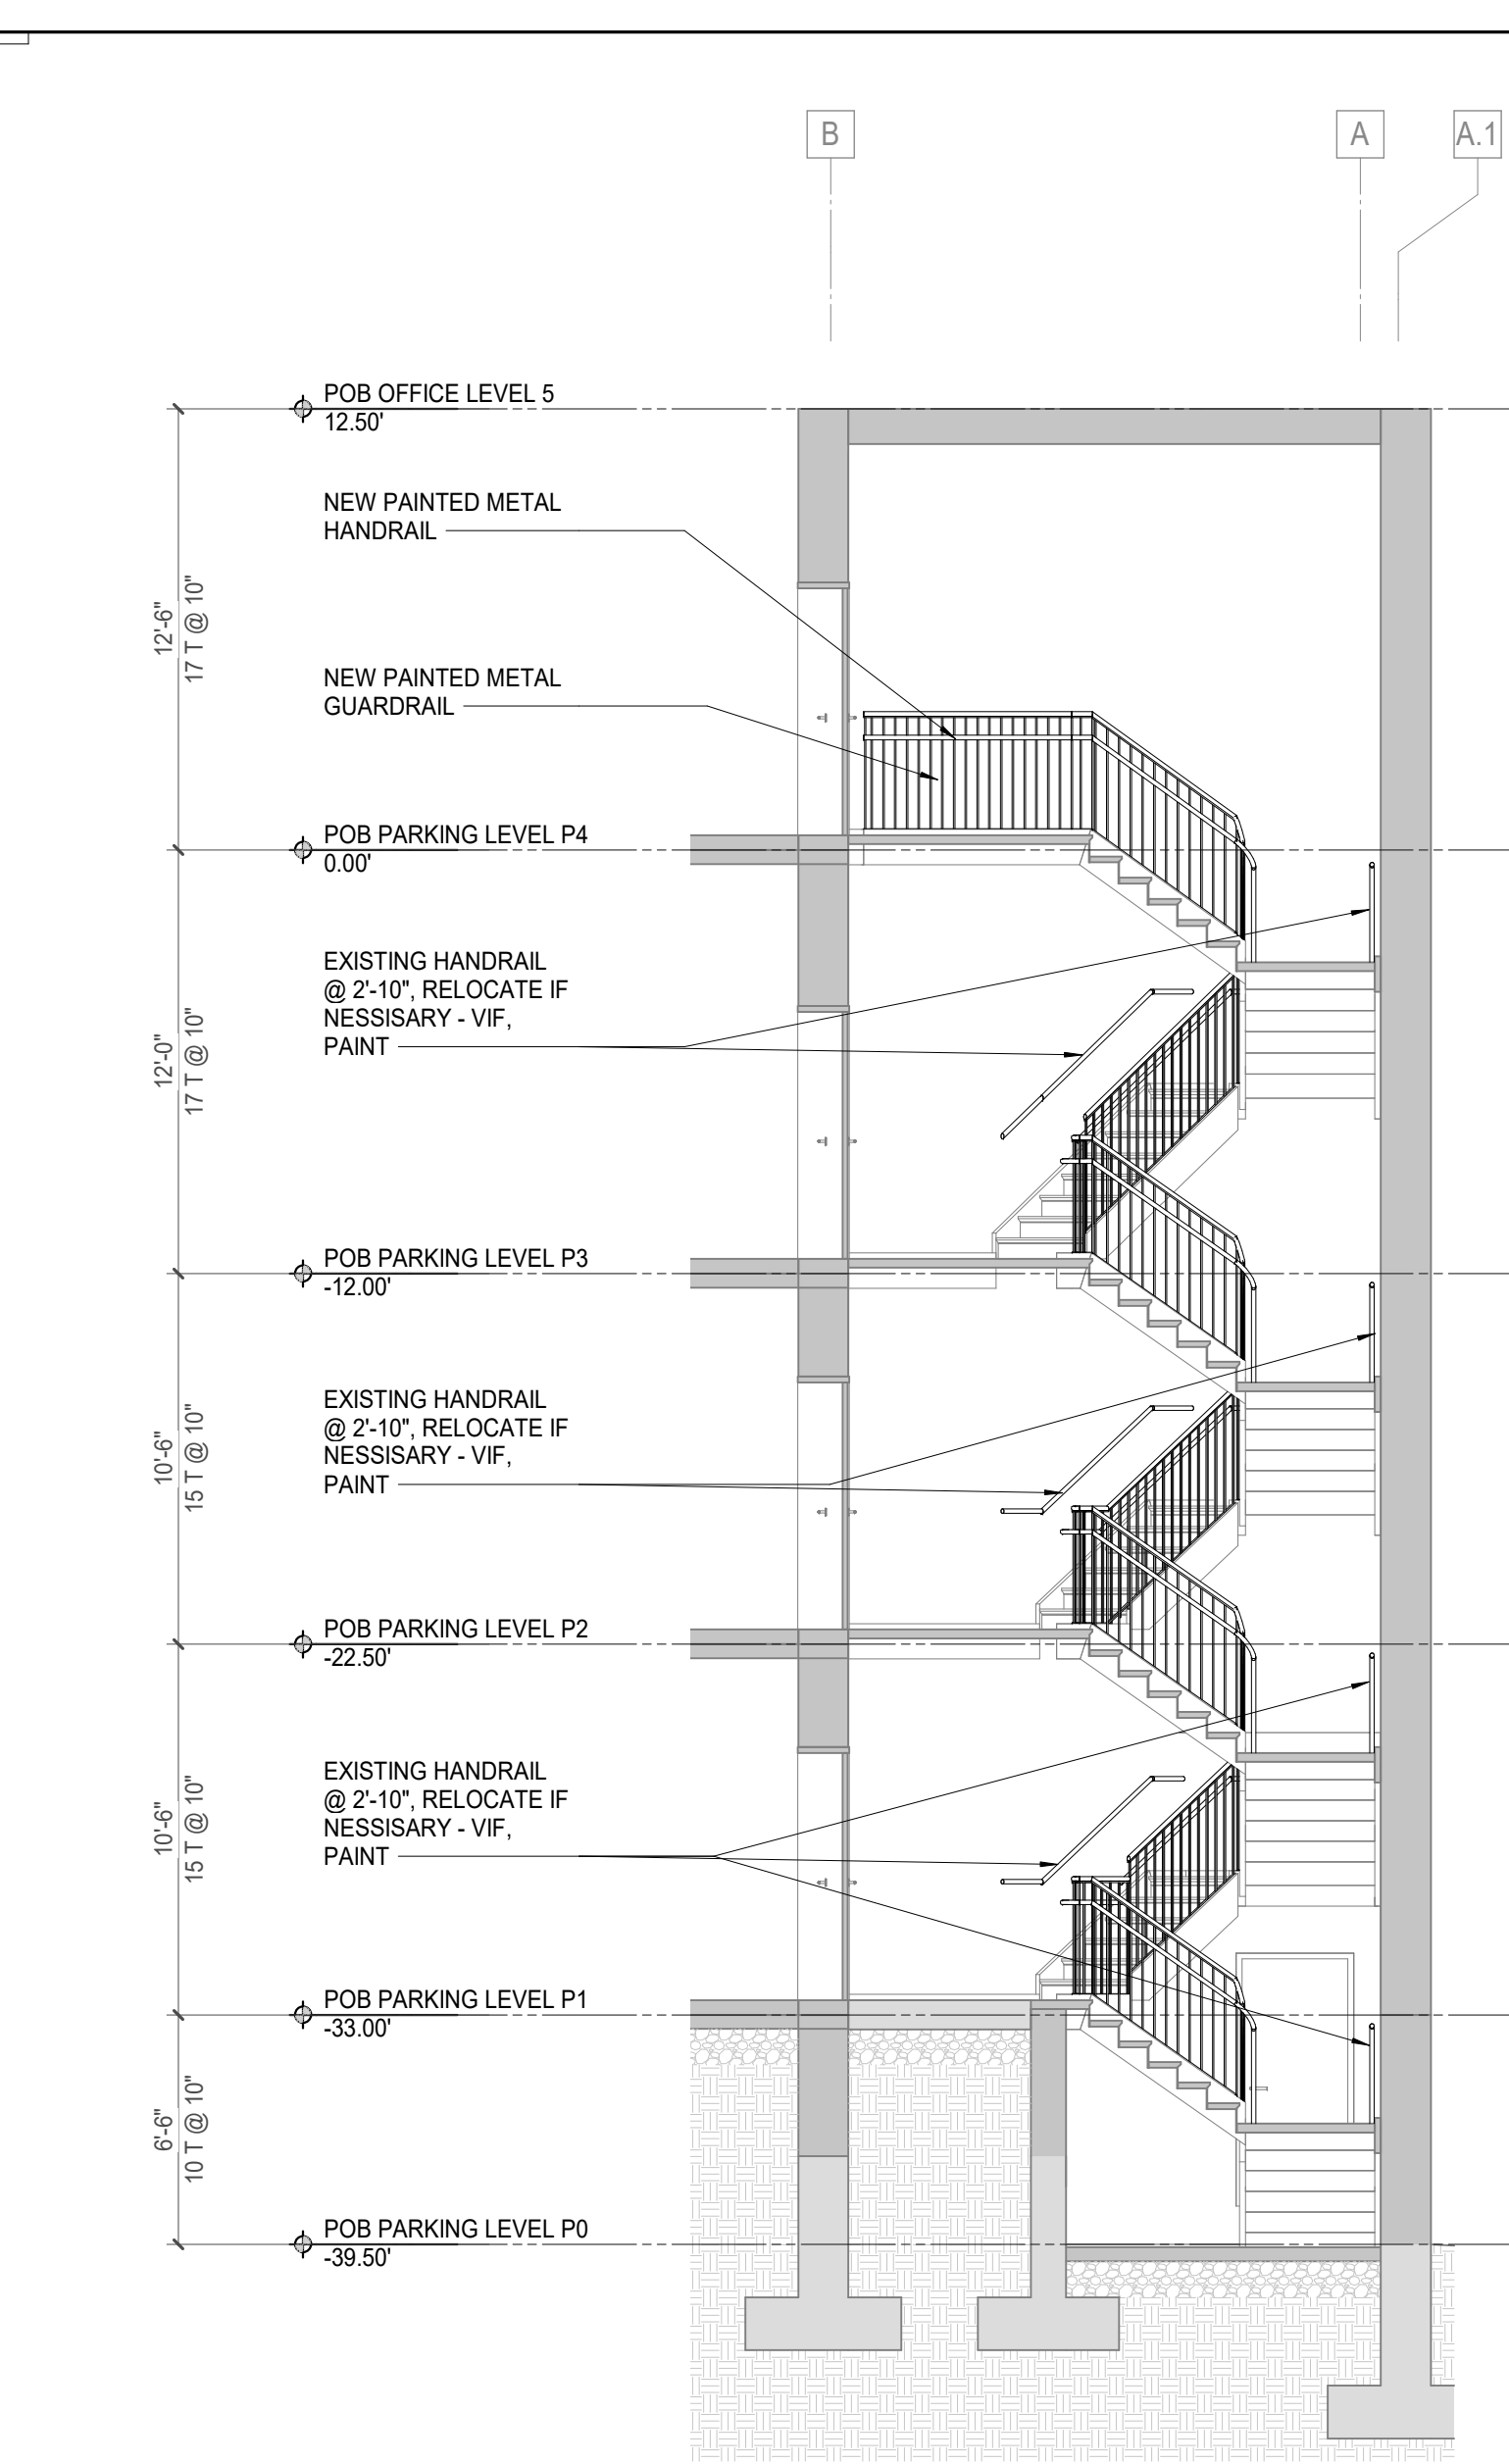 B
A
A.1
POB OFFICE LEVEL 5
12.50'
NEW PAINTED METAL
HANDRAIL
12'-6"
17 T @ 10"
NEW PAINTED METAL
GUARDRAIL
POB PARKING LEVEL P4
0.00'
EXISTING HANDRAIL
@ 2'-10", RELOCATE IF
NESSISARY - VIF,
PAINT
12'-0"
17 T @ 10"
POB PARKING LEVEL P3
-12.00'
EXISTING HANDRAIL
@ 2'-10", RELOCATE IF
NESSISARY - VIF,
PAINT
10'-6"
15 T @ 10"
POB PARKING LEVEL P2
-22.50'
EXISTING HANDRAIL
@ 2'-10", RELOCATE IF
NESSISARY - VIF,
PAINT
10'-6"
15 T @ 10"
POB PARKING LEVEL P1
-33.00'
6'-6"
10 T @ 10"
POB PARKING LEVEL P0
-39.50'